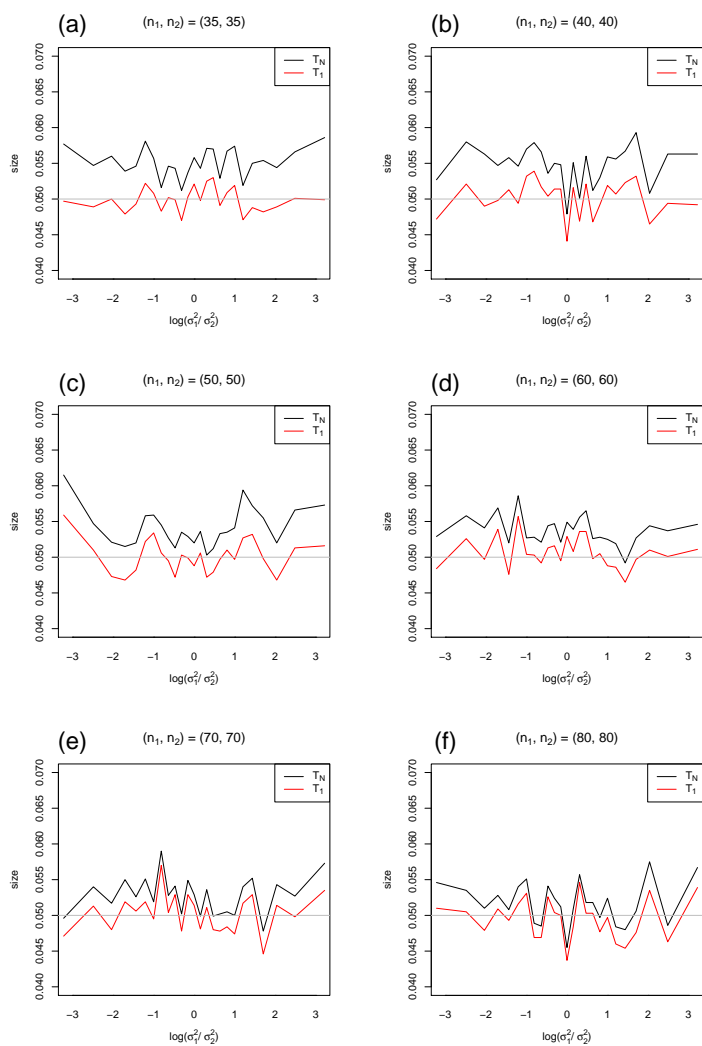 (a) (n₁, n₂) = (35, 35)
T_N
T₁
size
0.040 0.045 0.050 0.055 0.060 0.065 0.070
−3 −2 −1 0 1 2 3
log(σ₁²/ σ₂²)
(b) (n₁, n₂) = (40, 40)
T_N
T₁
size
0.040 0.045 0.050 0.055 0.060 0.065 0.070
−3 −2 −1 0 1 2 3
log(σ₁²/ σ₂²)
(c) (n₁, n₂) = (50, 50)
T_N
T₁
size
0.040 0.045 0.050 0.055 0.060 0.065 0.070
−3 −2 −1 0 1 2 3
log(σ₁²/ σ₂²)
(d) (n₁, n₂) = (60, 60)
T_N
T₁
size
0.040 0.045 0.050 0.055 0.060 0.065 0.070
−3 −2 −1 0 1 2 3
log(σ₁²/ σ₂²)
(e) (n₁, n₂) = (70, 70)
T_N
T₁
size
0.040 0.045 0.050 0.055 0.060 0.065 0.070
−3 −2 −1 0 1 2 3
log(σ₁²/ σ₂²)
(f) (n₁, n₂) = (80, 80)
T_N
T₁
size
0.040 0.045 0.050 0.055 0.060 0.065 0.070
−3 −2 −1 0 1 2 3
log(σ₁²/ σ₂²)